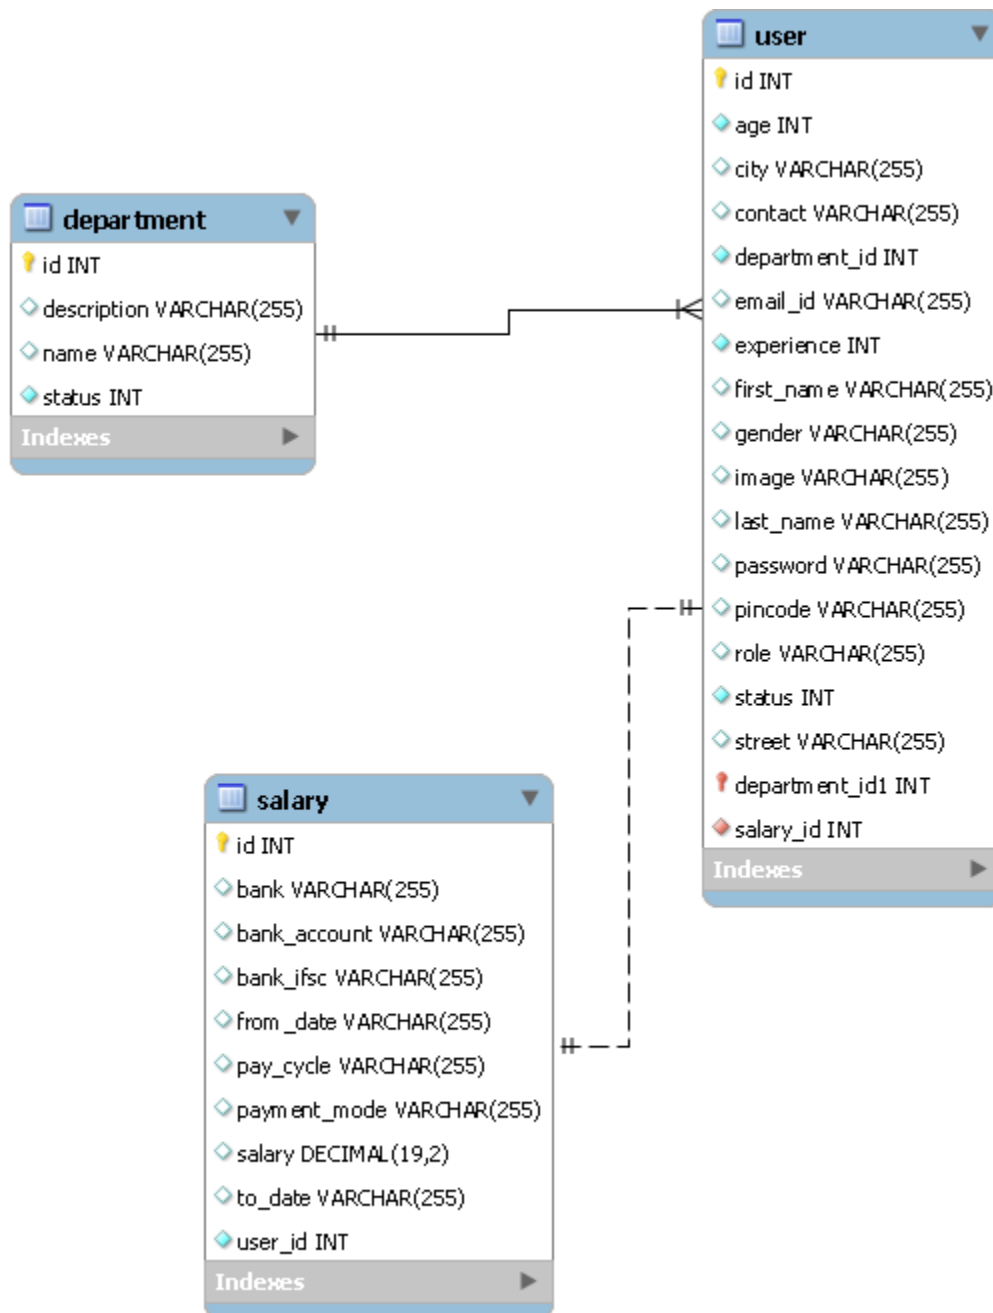 user
id INT
age INT
city VARCHAR(255)
contact VARCHAR(255)
department_id INT
email_id VARCHAR(255)
experience INT
first_name VARCHAR(255)
gender VARCHAR(255)
image VARCHAR(255)
last_name VARCHAR(255)
password VARCHAR(255)
pincode VARCHAR(255)
role VARCHAR(255)
status INT
street VARCHAR(255)
department_id1 INT
salary_id INT
Indexes
department
id INT
description VARCHAR(255)
name VARCHAR(255)
status INT
Indexes
salary
id INT
bank VARCHAR(255)
bank_account VARCHAR(255)
bank_ifsc VARCHAR(255)
from_date VARCHAR(255)
pay_cycle VARCHAR(255)
payment_mode VARCHAR(255)
salary DECIMAL(19,2)
to_date VARCHAR(255)
user_id INT
Indexes